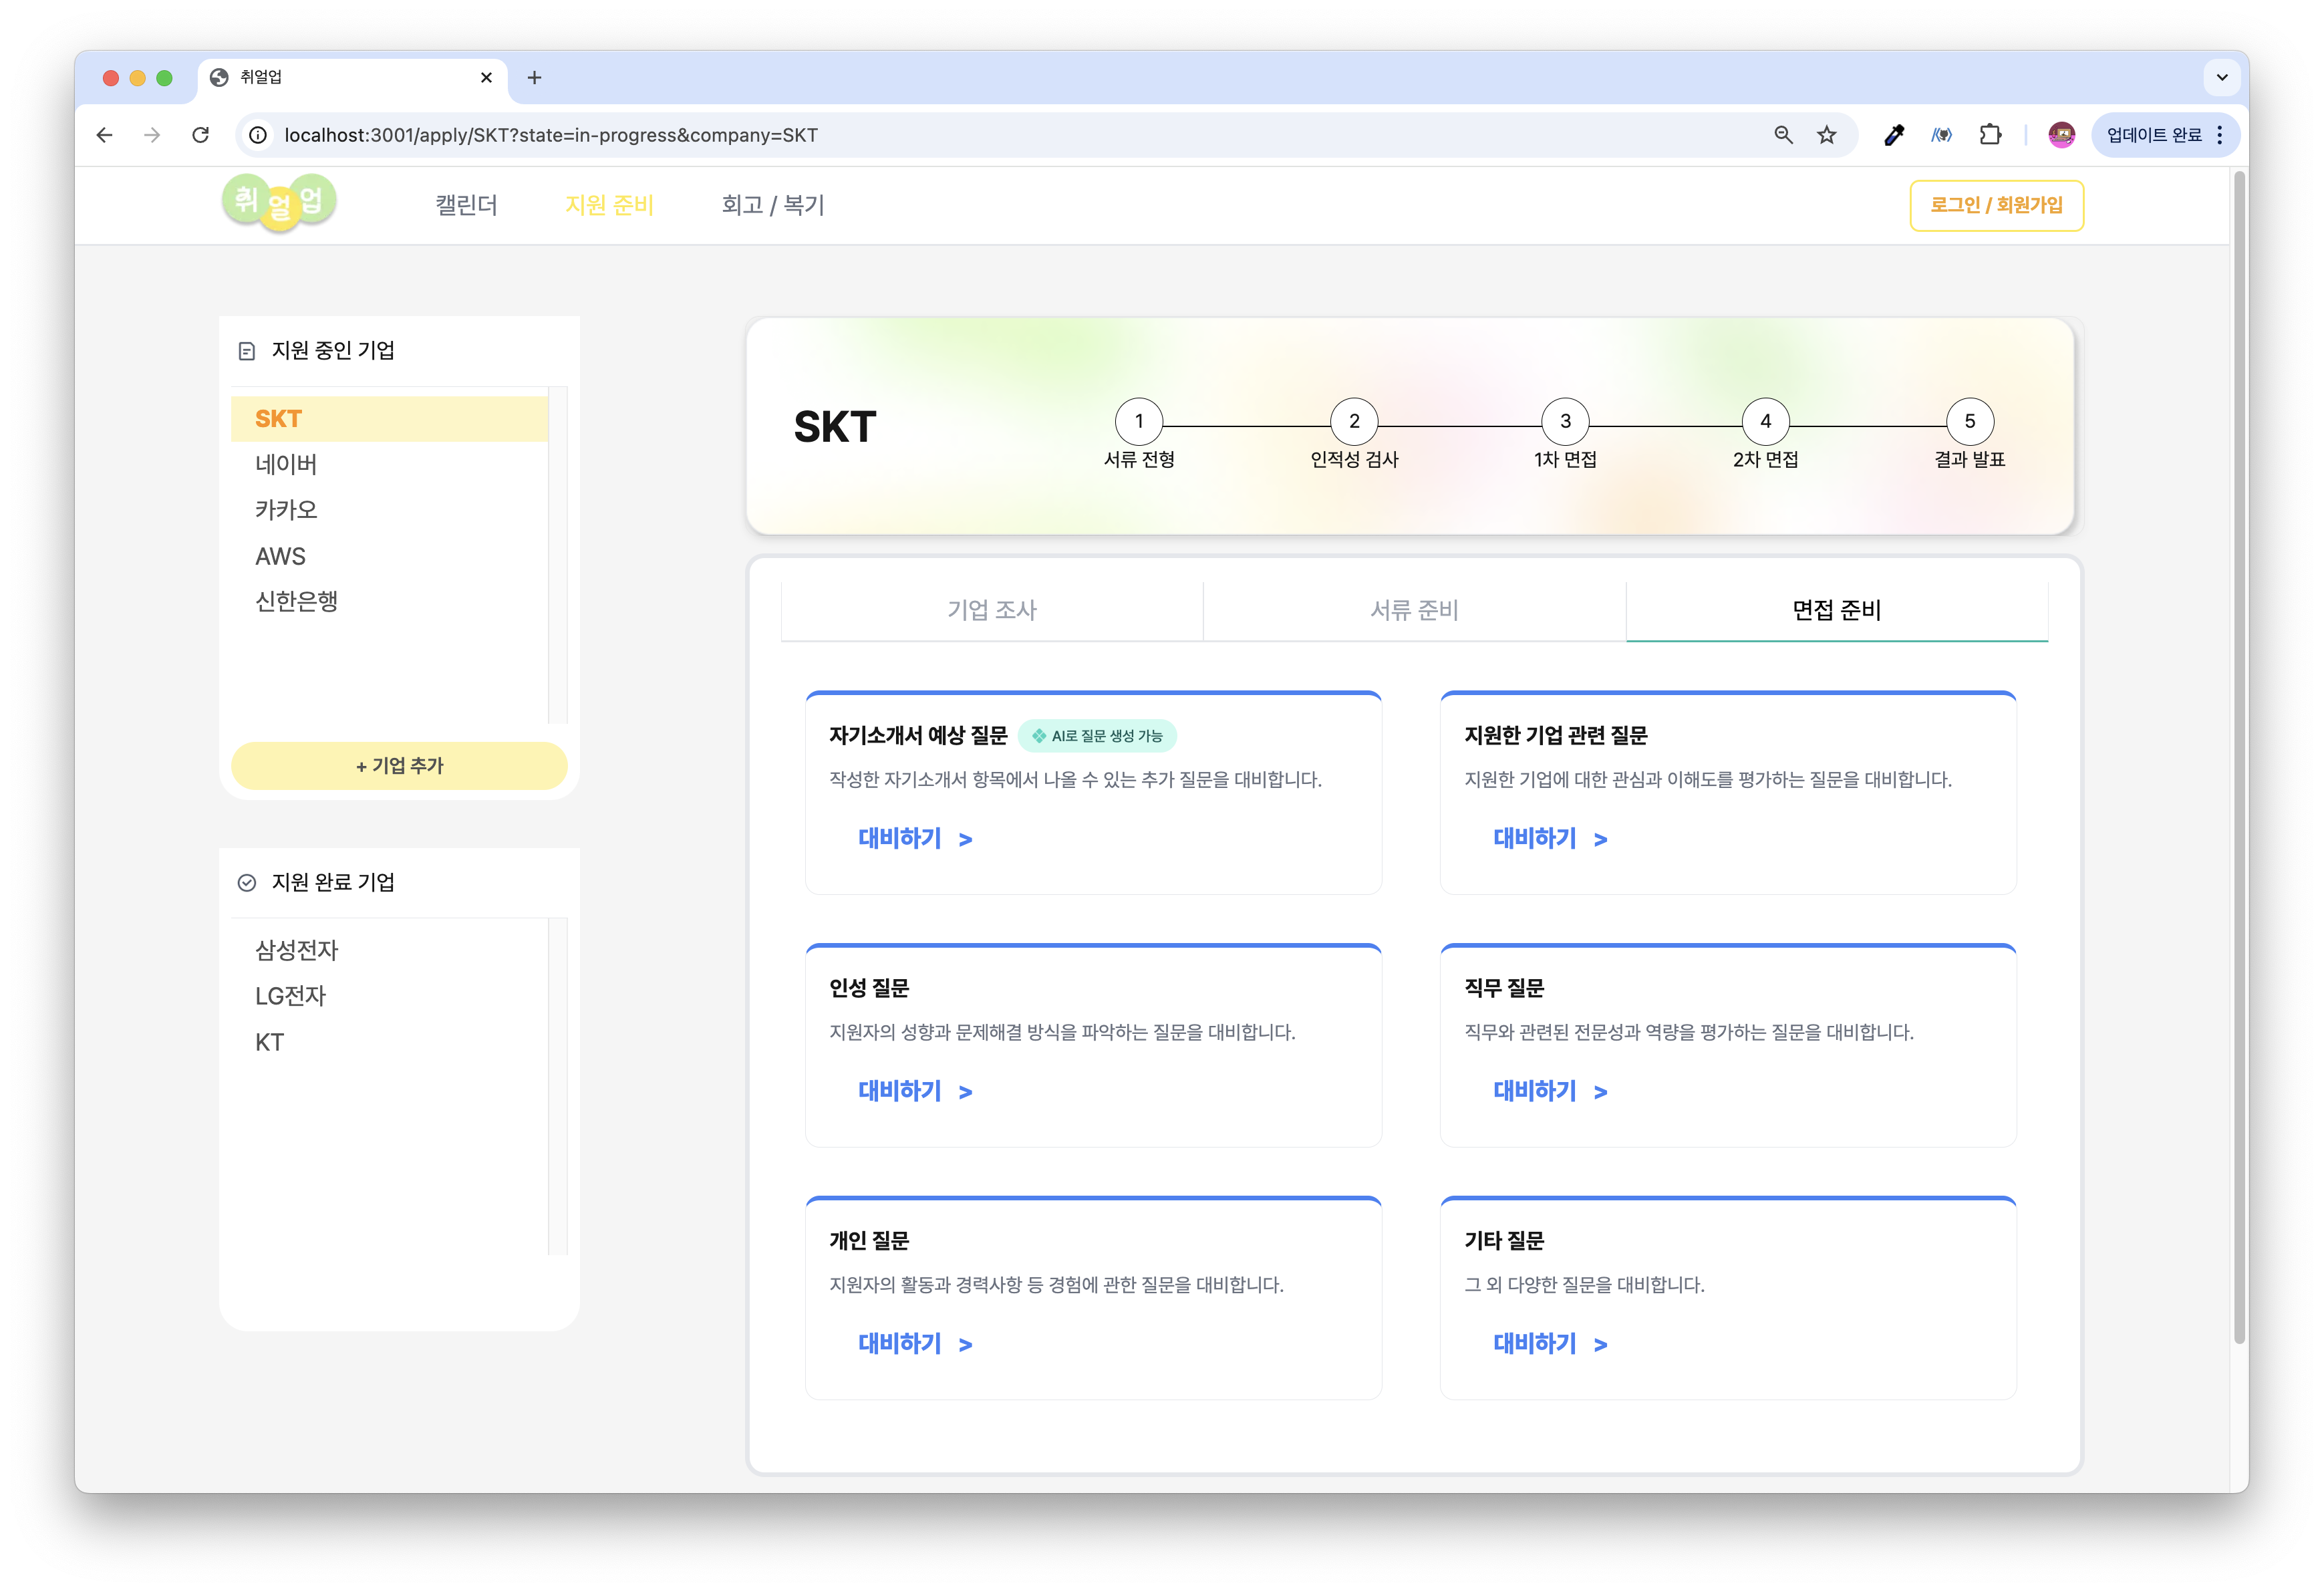 취얼업
localhost:3001/apply/SKT?state=in-progress&company=SKT
업데이트 완료
취얼업
캘린더
지원 준비
회고 / 복기
로그인 / 회원가입
지원 중인 기업
SKT
네이버
카카오
AWS
신한은행
+ 기업 추가
지원 완료 기업
삼성전자
LG전자
KT
SKT
1
2
3
4
5
서류 전형
인적성 검사
1차 면접
2차 면접
결과 발표
기업 조사
서류 준비
면접 준비
자기소개서 예상 질문
AI로 질문 생성 가능
작성한 자기소개서 항목에서 나올 수 있는 추가 질문을 대비합니다.
대비하기 >
지원한 기업 관련 질문
지원한 기업에 대한 관심과 이해도를 평가하는 질문을 대비합니다.
대비하기 >
인성 질문
지원자의 성향과 문제해결 방식을 파악하는 질문을 대비합니다.
대비하기 >
직무 질문
직무와 관련된 전문성과 역량을 평가하는 질문을 대비합니다.
대비하기 >
개인 질문
지원자의 활동과 경력사항 등 경험에 관한 질문을 대비합니다.
대비하기 >
기타 질문
그 외 다양한 질문을 대비합니다.
대비하기 >